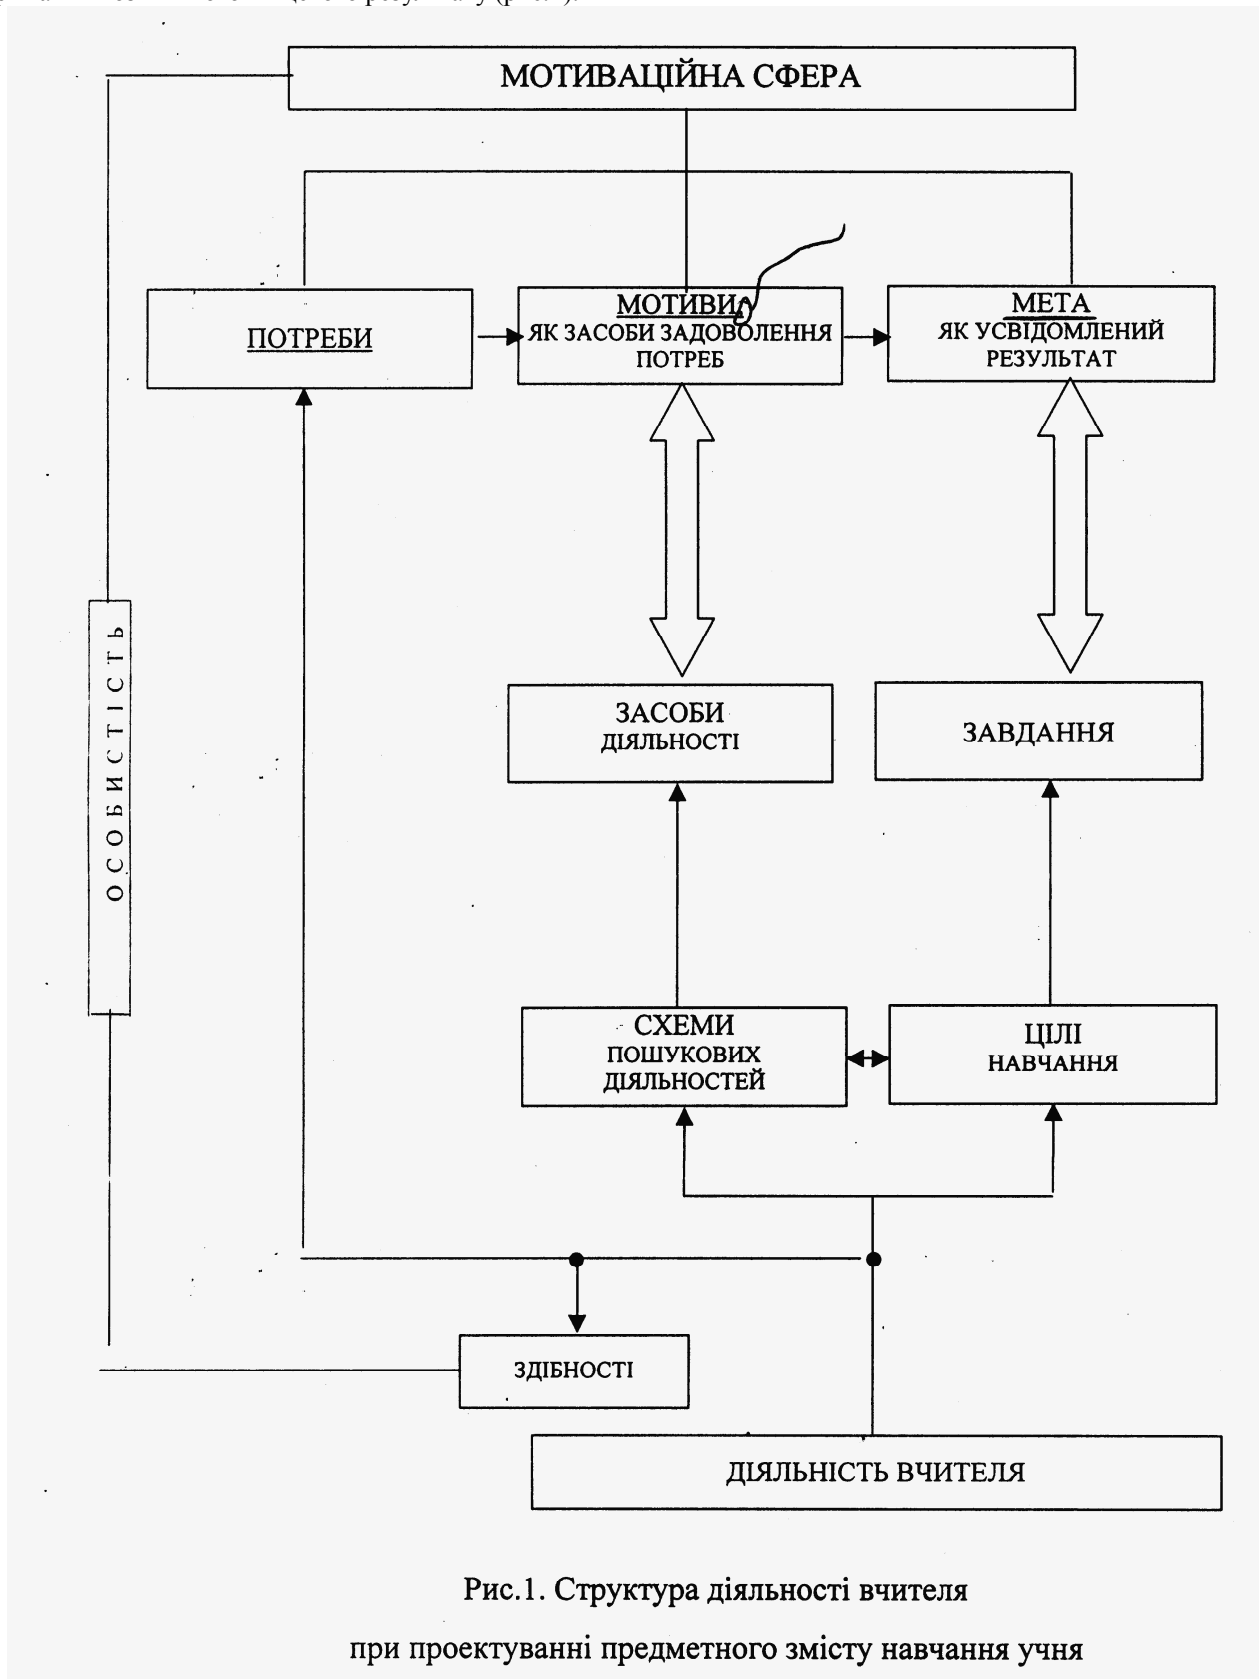 МОТИВАЦІЙНА СФЕРА
ПОТРЕБИ
МОТИВИ
ЯК ЗАСОБИ ЗАДОВОЛЕННЯ
ПОТРЕБ
МЕТА
ЯК УСВІДОМЛЕНИЙ
РЕЗУЛЬТАТ
ОСОБИСТІСТЬ
ЗАСОБИ
ДІЯЛЬНОСТІ
ЗАВДАННЯ
СХЕМИ
ПОШУКОВИХ
ДІЯЛЬНОСТЕЙ
ЦІЛІ
НАВЧАННЯ
ЗДІБНОСТІ
ДІЯЛЬНІСТЬ ВЧИТЕЛЯ
Рис.1. Структура діяльності вчителя
при проектуванні предметного змісту навчання учня